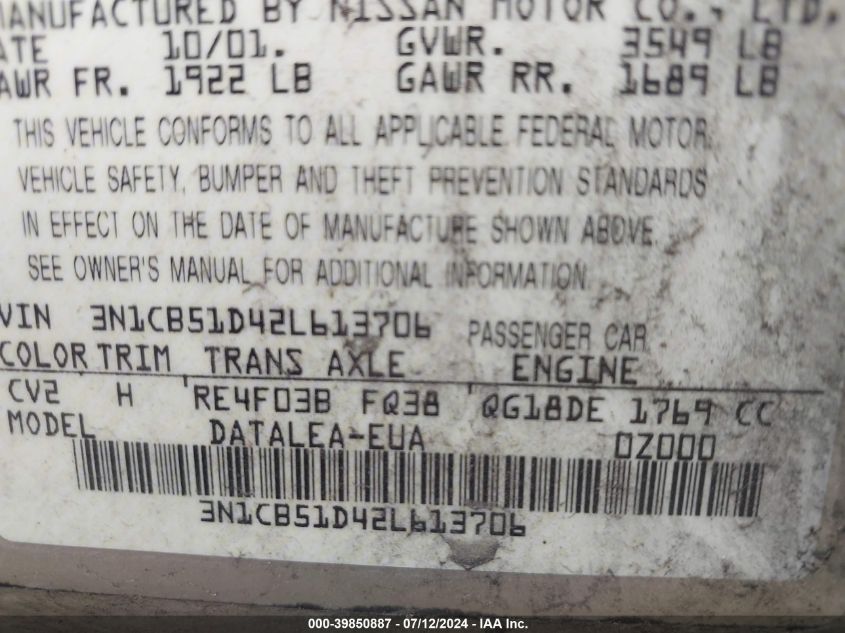 MANUFACTURED BY NISSAN MOTOR CO., LTD.
DATE 10/01. GVWR. 3549 LB
GAWR FR. 1922 LB GAWR RR. 1689 LB
THIS VEHICLE CONFORMS TO ALL APPLICABLE FEDERAL MOTOR
VEHICLE SAFETY, BUMPER AND THEFT PREVENTION STANDARDS
IN EFFECT ON THE DATE OF MANUFACTURE SHOWN ABOVE.
SEE OWNER'S MANUAL FOR ADDITIONAL INFORMATION
VIN 3N1CB51D42L613706 PASSENGER CAR
COLOR TRIM TRANS AXLE ENGINE
CV2 H RE4F03B FQ38 QG18DE 1769 CC
MODEL DATALEA-EUA 0Z000
3N1CB51D42L613706
000-39850887 - 07/12/2024 - IAA Inc.